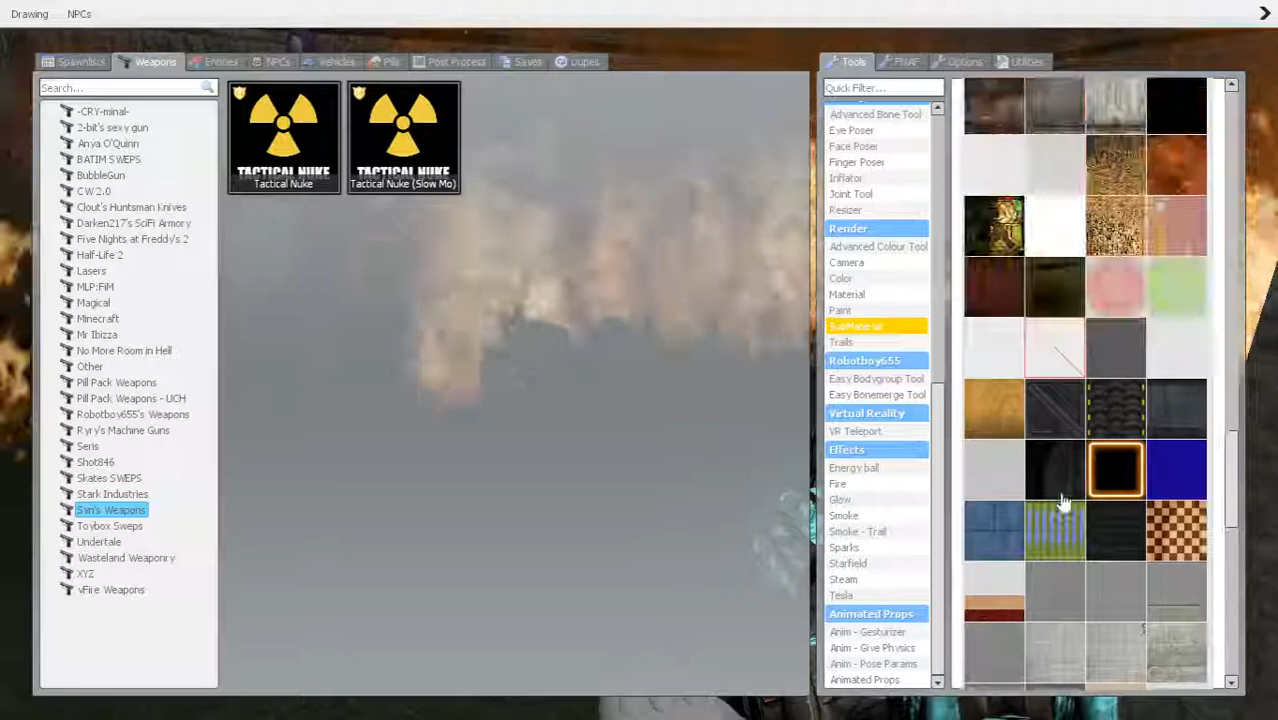 Drawing NPCs
Spawnlists Weapons Entities NPCs Vehicles Pills Post Process Saves Dupes
Tools FNAF Options Utilities
Search...
Quick Filter...
-CRY-minal-
2-bit's sexy gun
Anya O'Quinn
BATIM SWEPS
BubbleGun
CW 2.0
Clout's Huntsman Knives
Darken217's SciFi Armory
Five Nights at Freddy's 2
Half-Life 2
Lasers
MLP:FiM
Magical
Minecraft
Mr Ibizza
No More Room in Hell
Other
Pill Pack Weapons
Pill Pack Weapons - UCH
Robotboy655's Weapons
Ryry's Machine Guns
Seris
Shot846
Skates SWEPS
Stark Industries
Syn's Weapons
Toybox Sweps
Undertale
Wasteland Weaponry
XYZ
vFire Weapons
TACTICAL NUKE
Tactical Nuke
TACTICAL NUKE
Tactical Nuke (Slow Mo)
Advanced Bone Tool
Eye Poser
Face Poser
Finger Poser
Inflator
Joint Tool
Resizer
Render
Advanced Colour Tool
Camera
Color
Material
Paint
SubMaterial
Trails
Robotboy655
Easy Bodygroup Tool
Easy Bonemerge Tool
Virtual Reality
VR Teleport
Effects
Energy ball
Fire
Glow
Smoke
Smoke - Trail
Sparks
Starfield
Steam
Tesla
Animated Props
Anim - Gesturizer
Anim - Give Physics
Anim - Pose Params
Animated Props